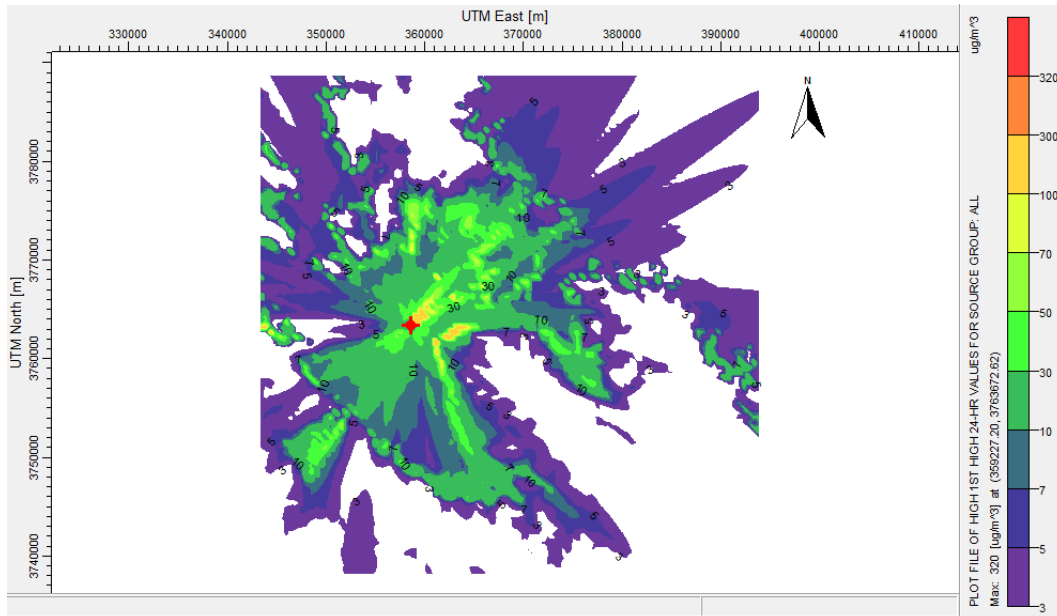 UTM East [m]
330000 340000 350000 360000 370000 380000 390000 400000 410000
UTM North [m]
3780000
3770000
3760000
3750000
3740000
N
ug/m^3
320
300
100
70
50
30
10
7
5
3
PLOT FILE OF HIGH 1ST HIGH 24-HR VALUES FOR SOURCE GROUP: ALL
Max: 320 [ug/m^3] at (359227.20, 3763672.62)